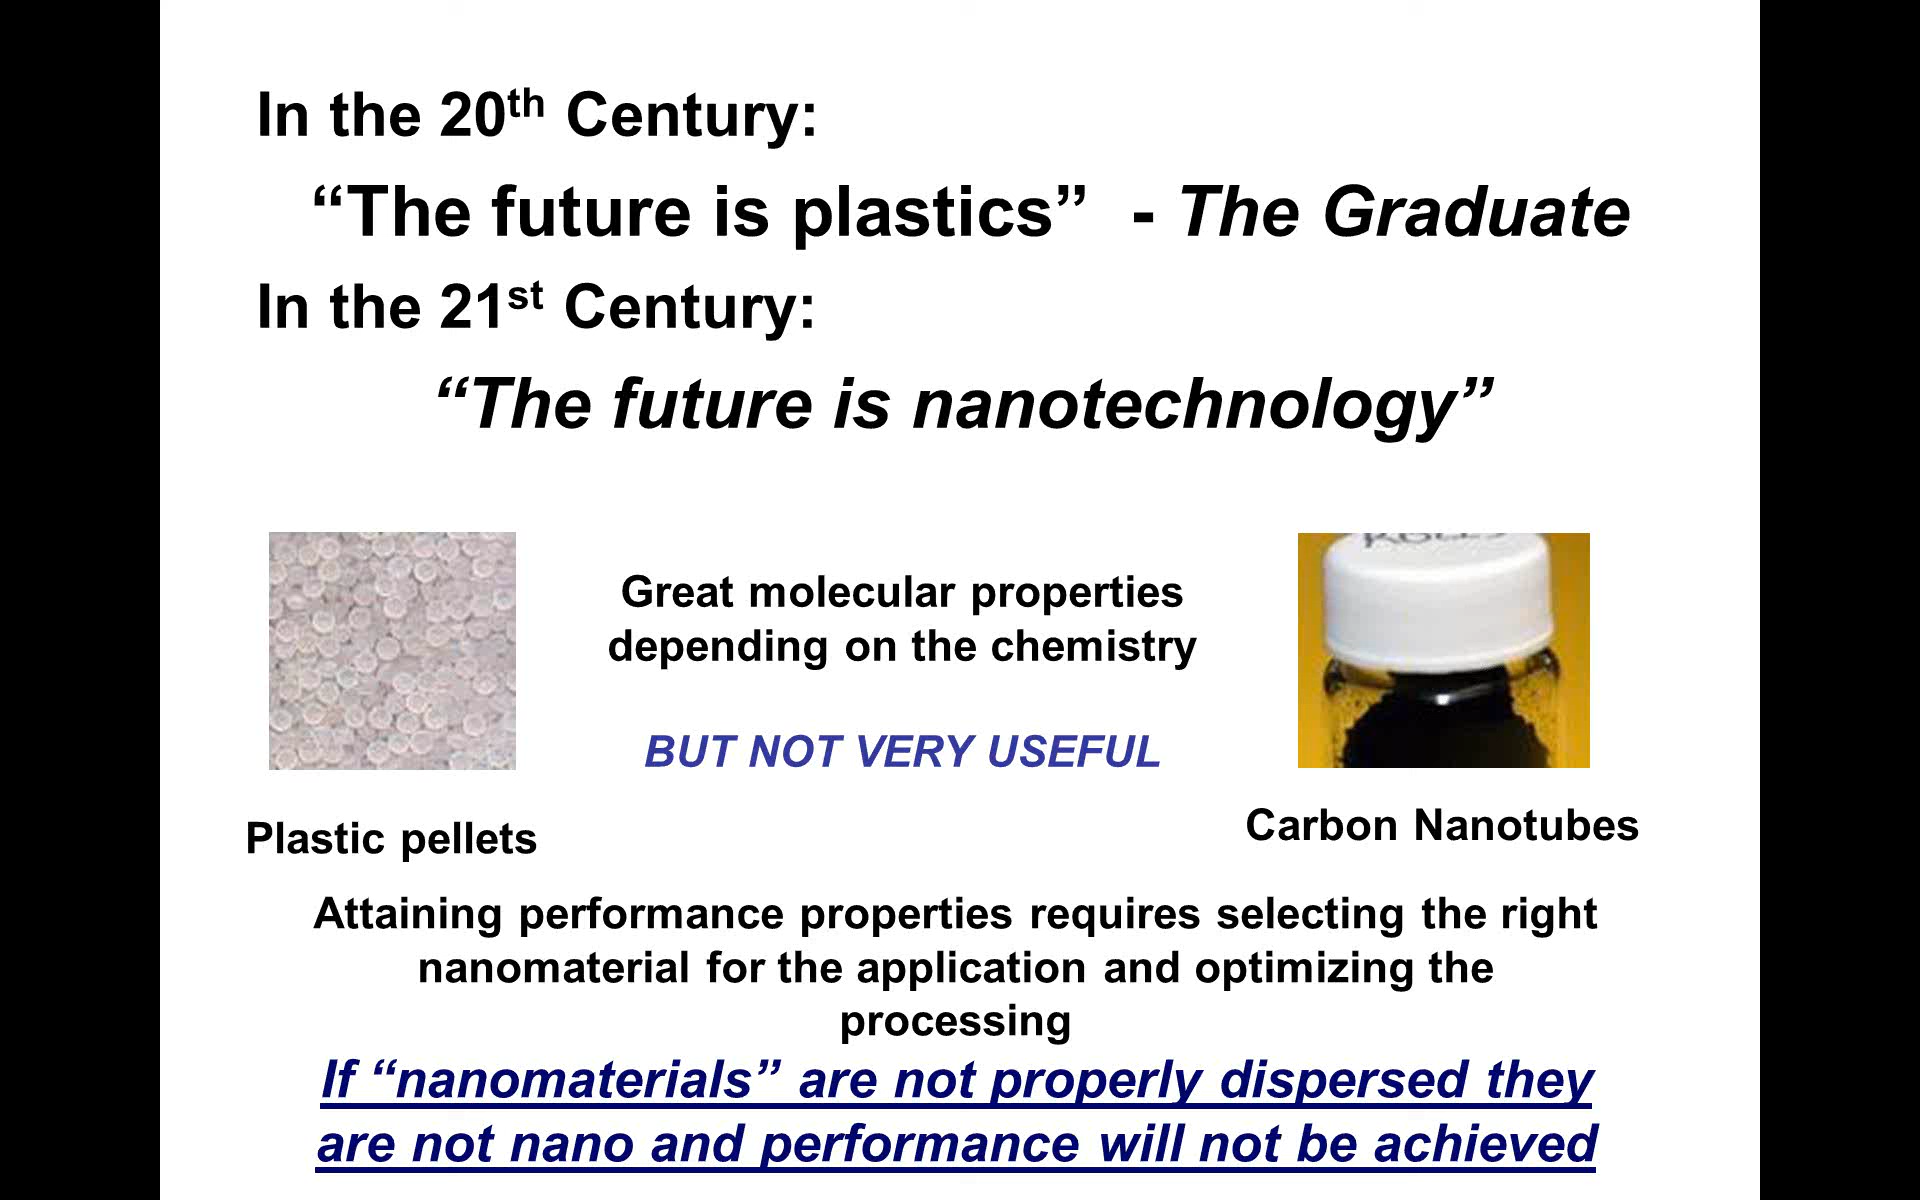 In the 20th Century:
“The future is plastics” - The Graduate
In the 21st Century:
“The future is nanotechnology”
Great molecular properties
depending on the chemistry
BUT NOT VERY USEFUL
Plastic pellets
Carbon Nanotubes
Attaining performance properties requires selecting the right
nanomaterial for the application and optimizing the
processing
If “nanomaterials” are not properly dispersed they
are not nano and performance will not be achieved